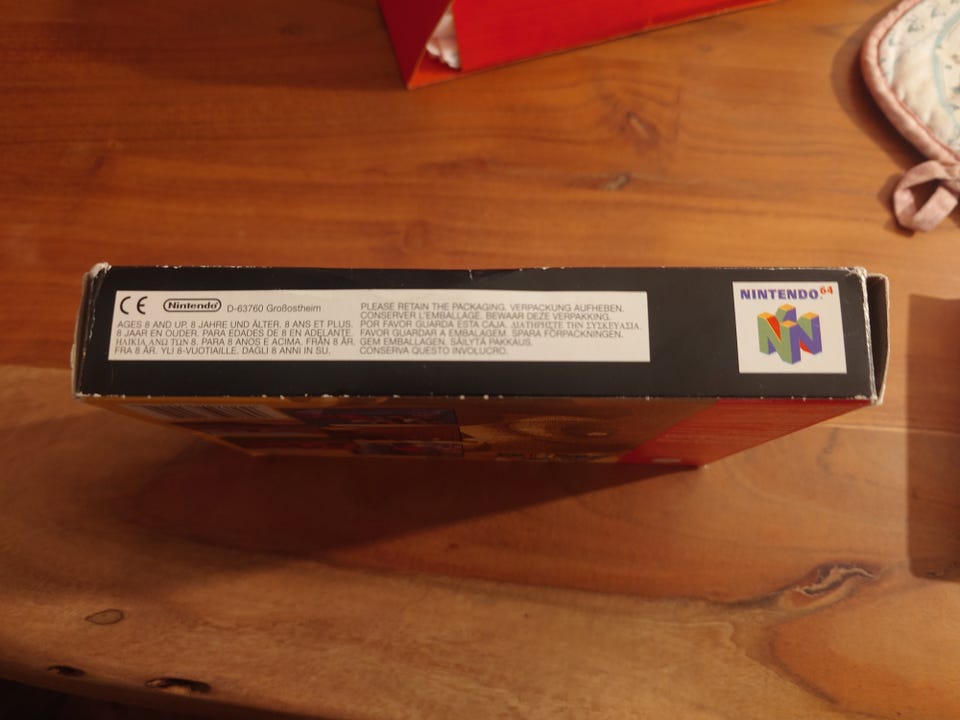 CE Nintendo D-63760 Großostheim
AGES 8 AND UP. 8 JAHRE UND ÄLTER. 8 ANS ET PLUS.
8 JAAR EN OUDER. PARA EDADES DE 8 EN ADELANTE.
ΗΛΙΚΙΑ ΑΝΩ ΤΩΝ 8. PARA 8 ANOS E ACIMA. FRÅN 8 ÅR.
FRA 8 ÅR. YLI 8-VUOTIAILLE. DAGLI 8 ANNI IN SU.
PLEASE RETAIN THE PACKAGING. VERPACKUNG AUFHEBEN.
CONSERVER L'EMBALLAGE. BEWAAR DEZE VERPAKKING.
POR FAVOR GUARDA ESTA CAJA. ΔΙΑΤΗΡΗΣΤΕ ΤΗΝ ΣΥΣΚΕΥΑΣΙΑ.
FAVOR GUARDAR A EMBALAGEM. SPARA FÖRPACKNINGEN.
GEM EMBALLAGEN. SÄILYTÄ PAKKAUS.
CONSERVA QUESTO INVOLUCRO.
NINTENDO 64